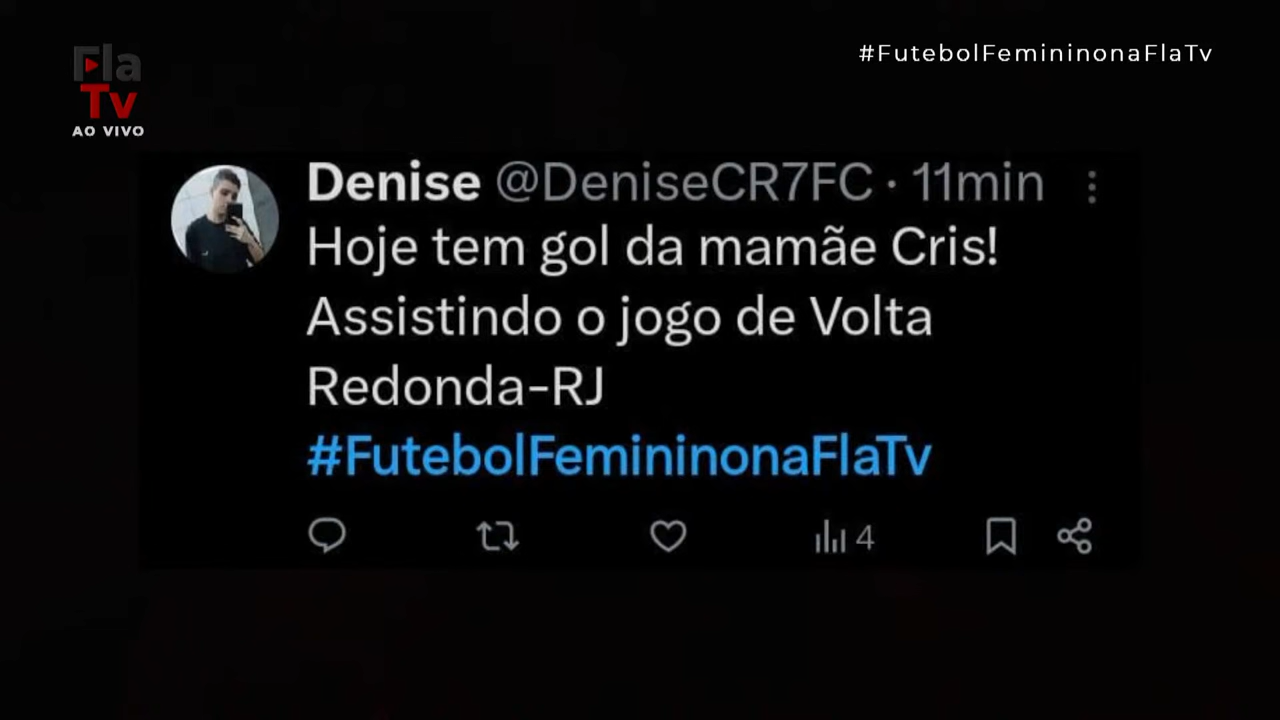 Fla
Tv
AO VIVO
#FutebolFemininonaFlaTv
Denise @DeniseCR7FC · 11min
Hoje tem gol da mamãe Cris!
Assistindo o jogo de Volta
Redonda-RJ
#FutebolFemininonaFlaTv
4